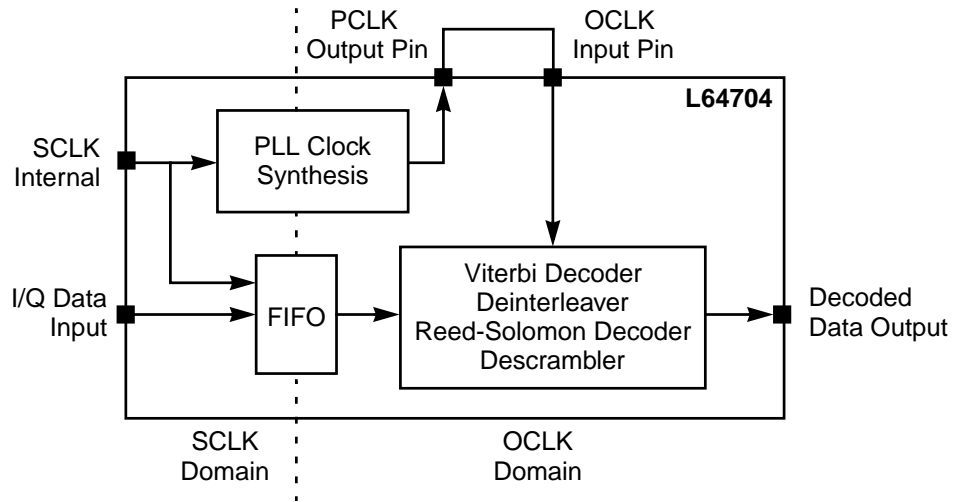 PCLK
Output Pin
OCLK
Input Pin
L64704
SCLK
Internal
PLL Clock
Synthesis
I/Q Data
Input
FIFO
Viterbi Decoder
Deinterleaver
Reed-Solomon Decoder
Descrambler
Decoded
Data Output
SCLK
Domain
OCLK
Domain